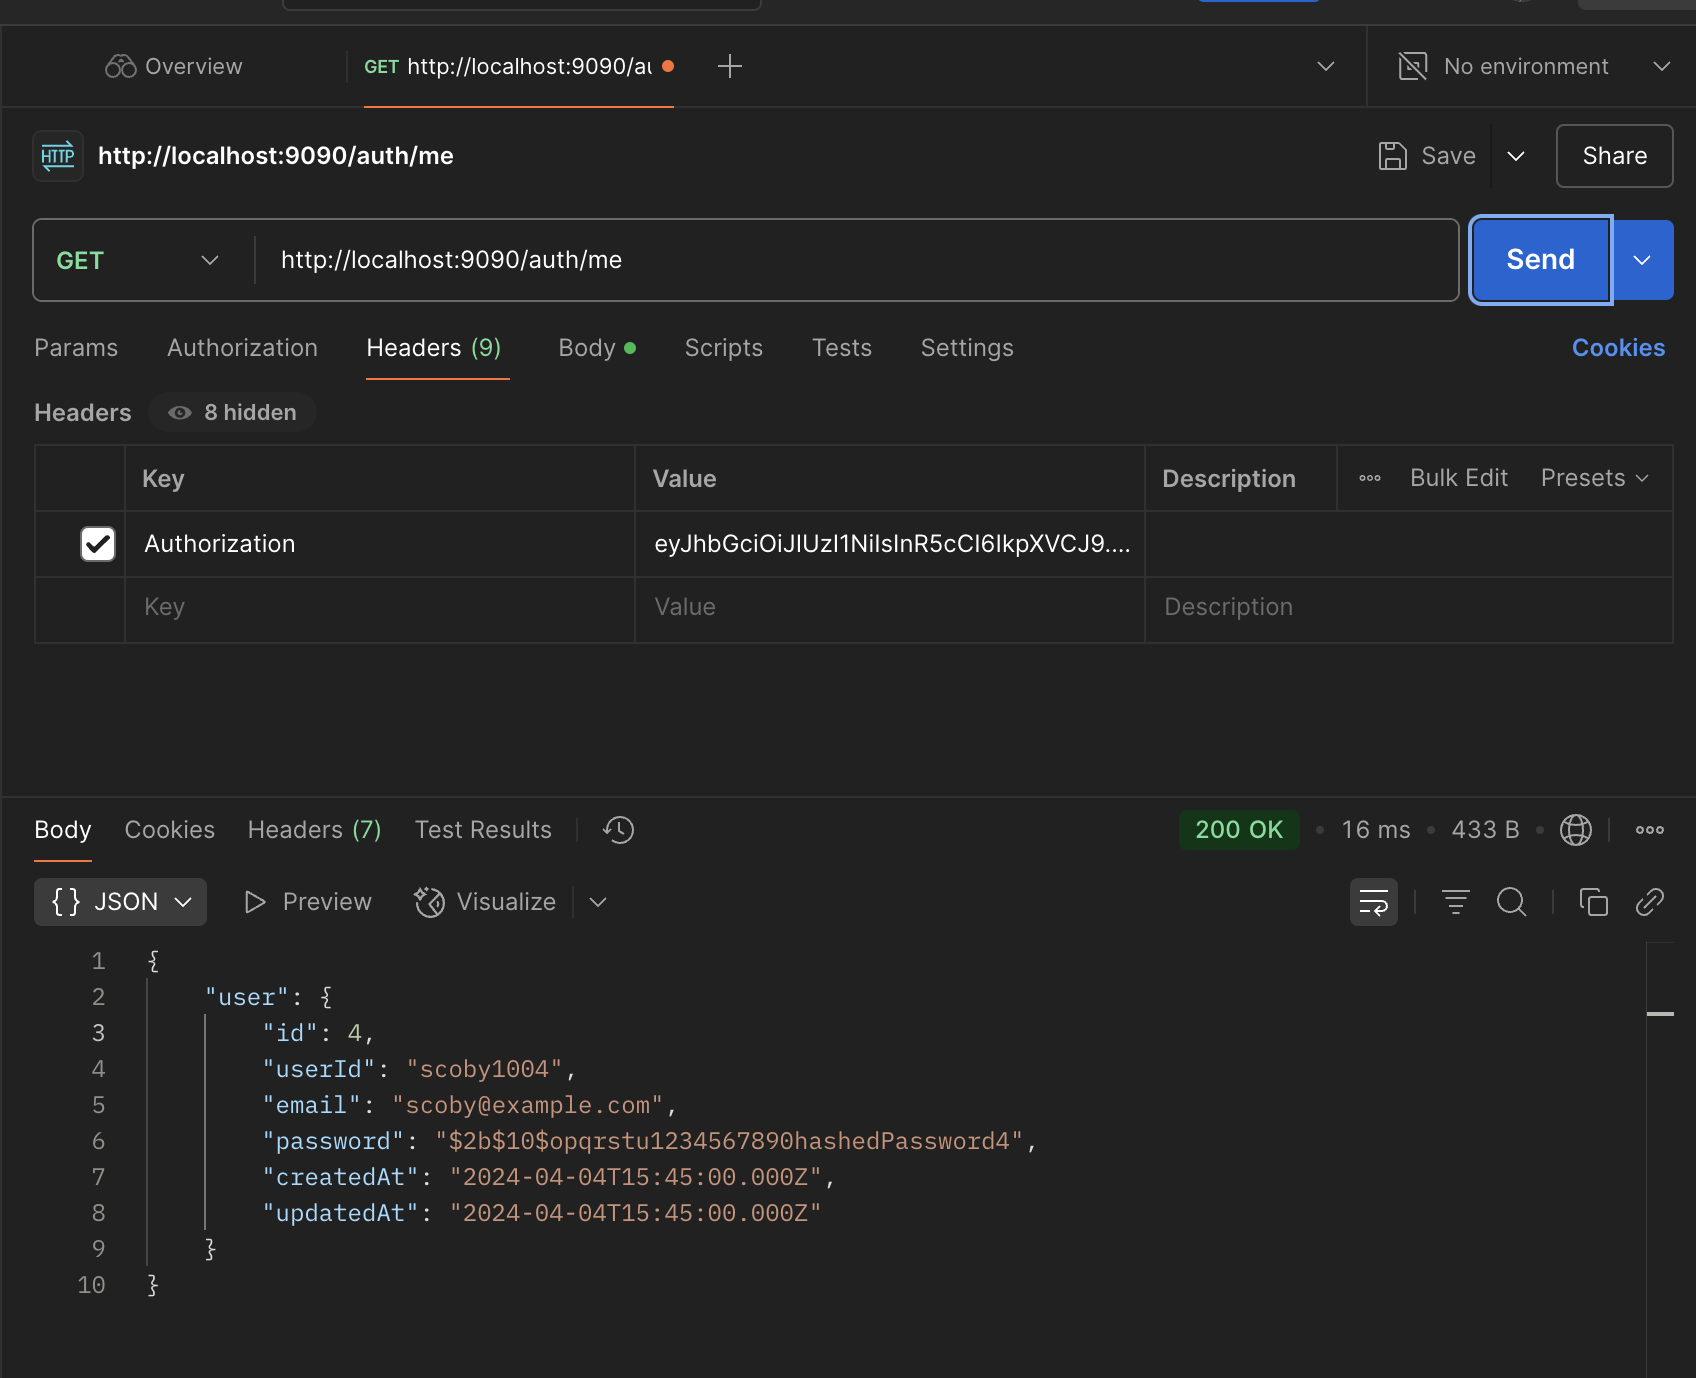 Overview
GET http://localhost:9090/au
No environment
HTTP http://localhost:9090/auth/me
Save
Share
GET http://localhost:9090/auth/me
Send
Params Authorization Headers (9) Body Scripts Tests Settings Cookies
Headers 8 hidden
Key Value Description Bulk Edit Presets
Authorization eyJhbGciOiJIUzI1NiIsInR5cCI6IkpXVCJ9....
Key Value Description
Body Cookies Headers (7) Test Results 200 OK • 16 ms • 433 B
{} JSON Preview Visualize
1 {
2 "user": {
3 "id": 4,
4 "userId": "scoby1004",
5 "email": "scoby@example.com",
6 "password": "$2b$10$opqrstu1234567890hashedPassword4",
7 "createdAt": "2024-04-04T15:45:00.000Z",
8 "updatedAt": "2024-04-04T15:45:00.000Z"
9 }
10 }